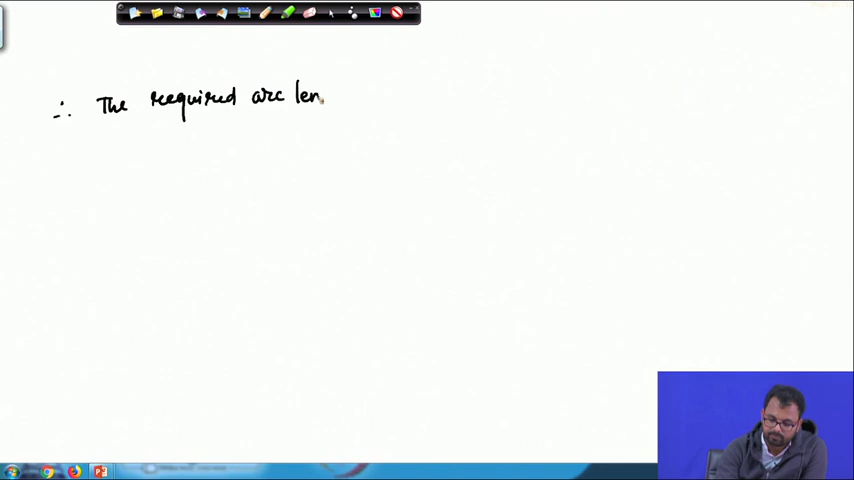 ∴ The required arc len